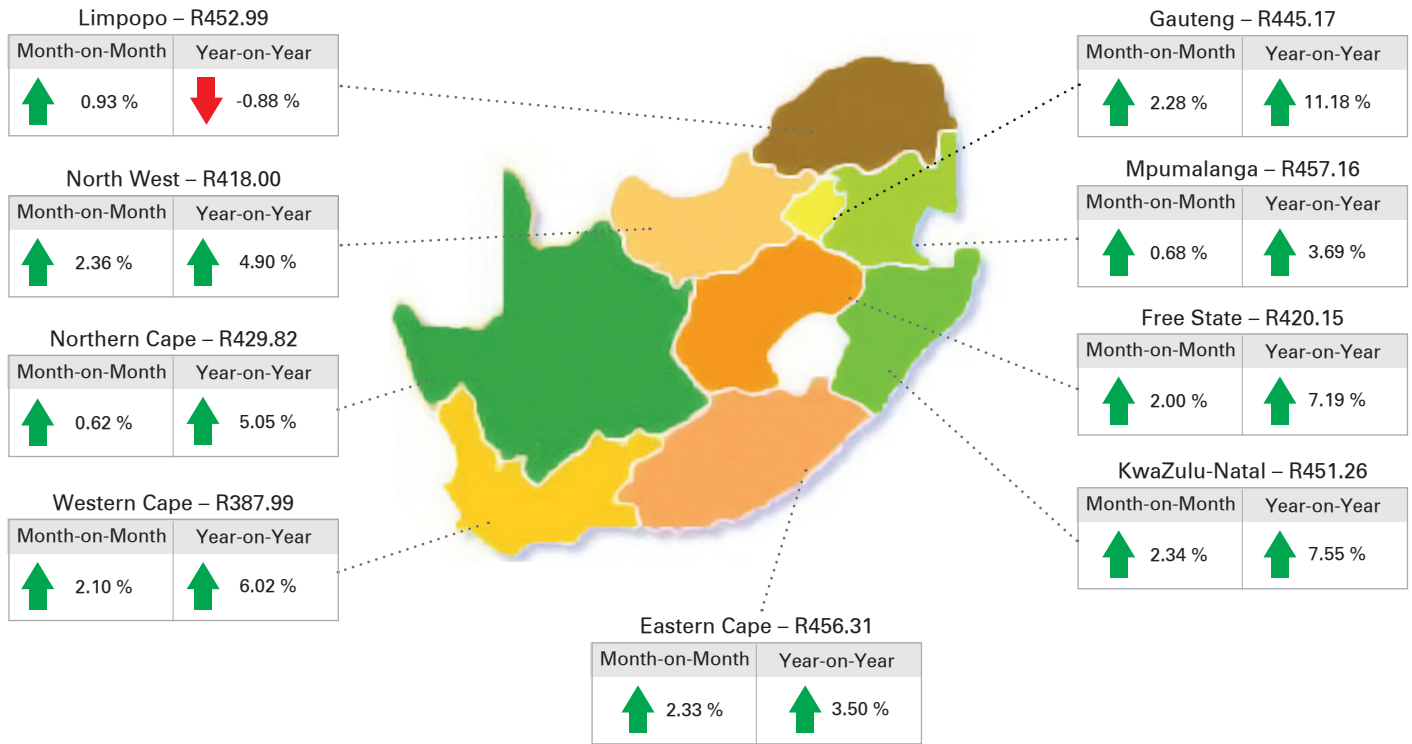 Limpopo – R452.99
Month-on-Month Year-on-Year
0.93 % -0.88 %
North West – R418.00
Month-on-Month Year-on-Year
2.36 % 4.90 %
Northern Cape – R429.82
Month-on-Month Year-on-Year
0.62 % 5.05 %
Western Cape – R387.99
Month-on-Month Year-on-Year
2.10 % 6.02 %
Eastern Cape – R456.31
Month-on-Month Year-on-Year
2.33 % 3.50 %
Gauteng – R445.17
Month-on-Month Year-on-Year
2.28 % 11.18 %
Mpumalanga – R457.16
Month-on-Month Year-on-Year
0.68 % 3.69 %
Free State – R420.15
Month-on-Month Year-on-Year
2.00 % 7.19 %
KwaZulu-Natal – R451.26
Month-on-Month Year-on-Year
2.34 % 7.55 %